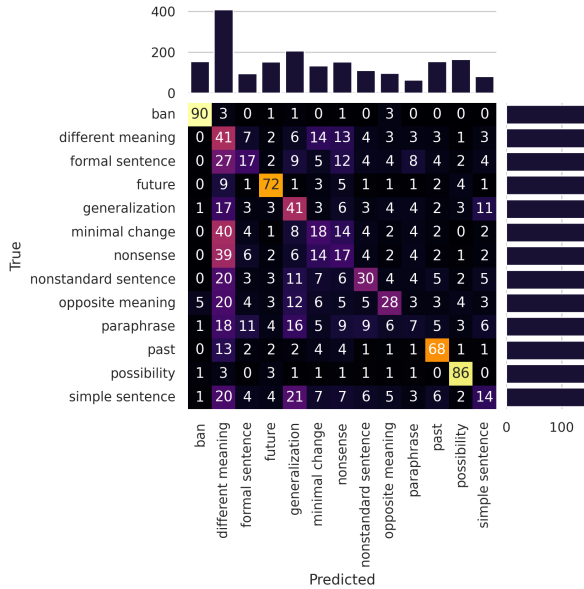 400
200
0
ban 90 3 0 1 1 0 1 0 3 0 0 0 0
different meaning 0 41 7 2 6 14 13 4 3 3 3 1 3
formal sentence 0 27 17 2 9 5 12 4 4 8 4 2 4
future 0 9 1 72 1 3 5 1 1 1 2 4 1
generalization 1 17 3 3 41 3 6 3 4 4 2 3 11
minimal change 0 40 4 1 8 18 14 2 4 2 2 0 2
nonsense 0 39 6 2 6 14 17 4 2 4 2 1 2
nonstandard sentence 0 20 3 3 11 7 6 30 4 4 5 2 5
opposite meaning 5 20 4 3 12 6 5 5 28 3 3 4 3
paraphrase 1 18 11 4 16 5 9 9 6 7 5 3 6
past 0 13 2 2 2 4 4 1 1 1 68 1 1
possibility 1 3 0 3 1 1 1 1 1 1 0 86 0
simple sentence 1 20 4 4 21 7 7 6 5 3 6 2 14
True
0 100
ban
different meaning
formal sentence
future
generalization
minimal change
nonsense
nonstandard sentence
opposite meaning
paraphrase
past
possibility
simple sentence
Predicted